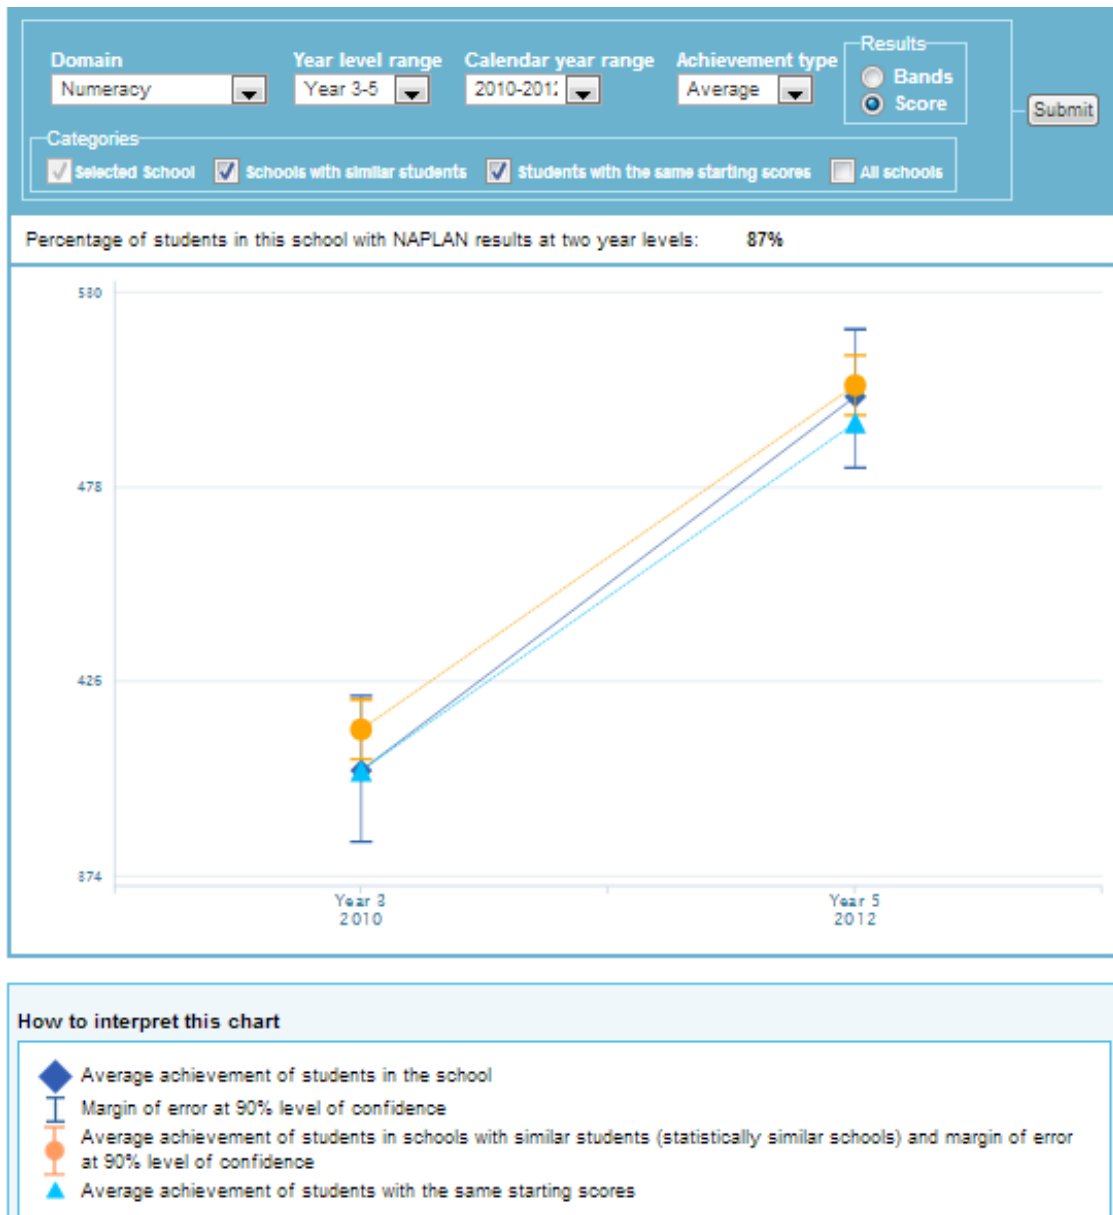 Results
Domain
Year level range
Calendar year range
Achievement type
Bands
Numeracy
Year 3-5
2010-2012
Average
Score
Submit
Categories
Selected School
Schools with similar students
Students with the same starting scores
All schools
Percentage of students in this school with NAPLAN results at two year levels: 87%
530
478
426
374
Year 3
2010
Year 5
2012
How to interpret this chart
Average achievement of students in the school
Margin of error at 90% level of confidence
Average achievement of students in schools with similar students (statistically similar schools) and margin of error
at 90% level of confidence
Average achievement of students with the same starting scores